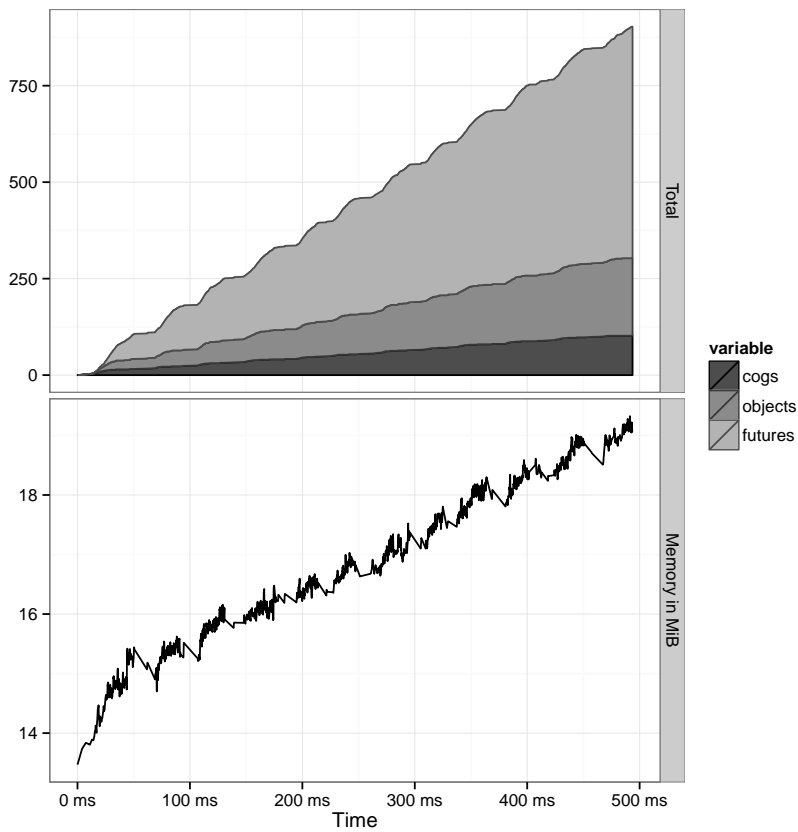 750
500
250
0
Total
18
16
14
Memory in MiB
0 ms 100 ms 200 ms 300 ms 400 ms 500 ms
Time
variable
cogs
objects
futures